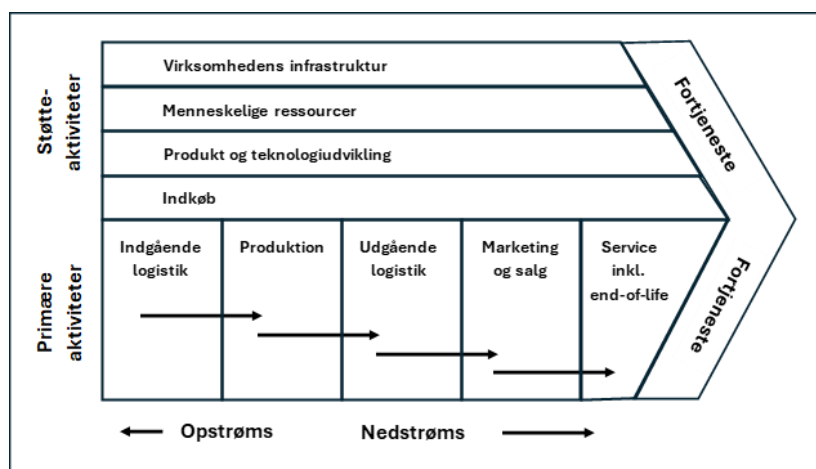 Støtte-
aktiviteter
Virksomhedens infrastruktur
Menneskelige ressourcer
Produkt og teknologiudvikling
Indkøb
Fortjeneste
Primære
aktiviteter
Indgående
logistik
Produktion
Udgående
logistik
Marketing
og salg
Service
inkl.
end-of-life
Fortjeneste
Opstrøms
Nedstrøms